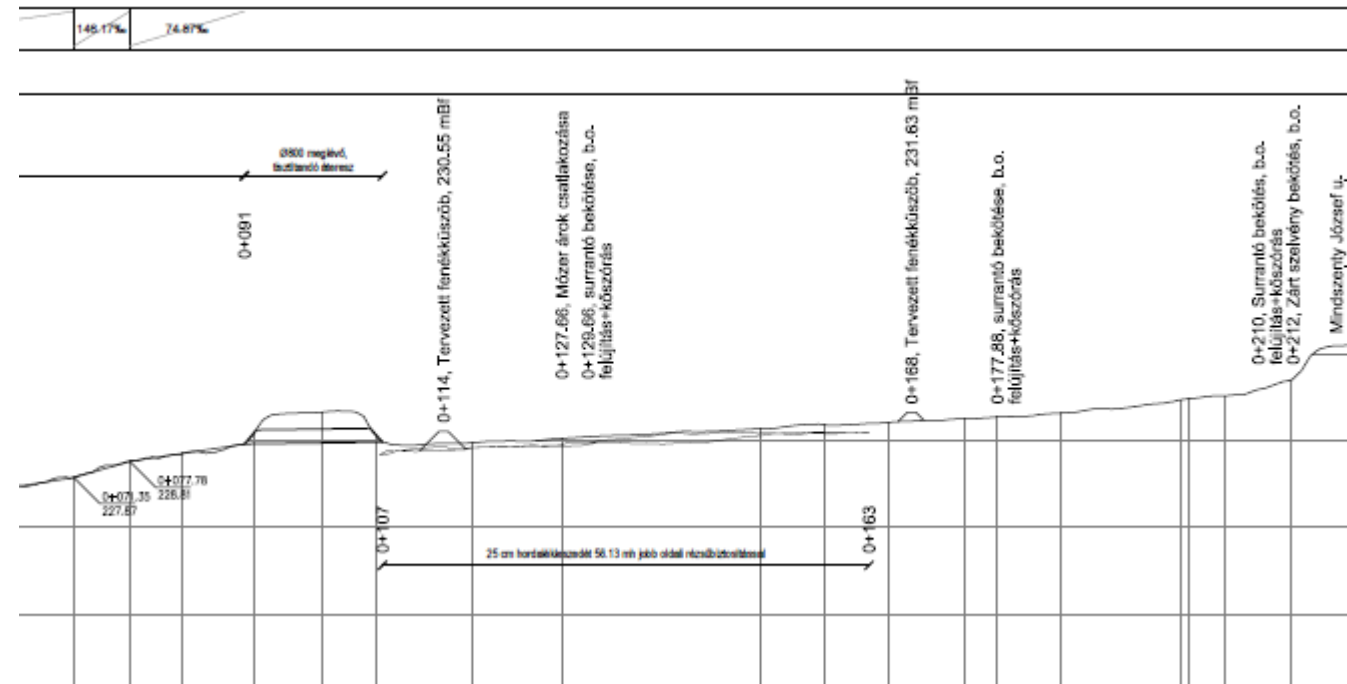 146.17‰
74.87‰
Ø800 meglévő,
tisztítandó áteresz
0+091
0+114, Tervezett fenékküszöb, 230.55 mBf
0+127.66, Mózer árok csatlakozása
0+129.66, surrantó bekötése, b.o.
felújítás+kőszórás
0+168, Tervezett fenékküszöb, 231.63 mBf
0+177.88, surrantó bekötése, b.o.
felújítás+kőszórás
0+210, Surrantó bekötés, b.o.
felújítás+kőszórás
0+212, Zárt szelvény bekötés, b.o.
Mindszenty József u.
0+071.35
227.87
0+077.78
228.81
0+107
25 cm hordalékleszedét 56.13 mh jobb oldali rézsűbiztosítással
0+163